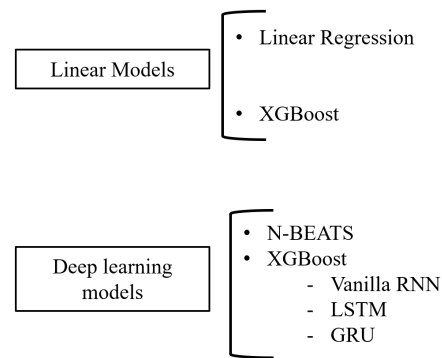 Linear Models
• Linear Regression
• XGBoost
Deep learning
models
• N-BEATS
• XGBoost
- Vanilla RNN
- LSTM
- GRU